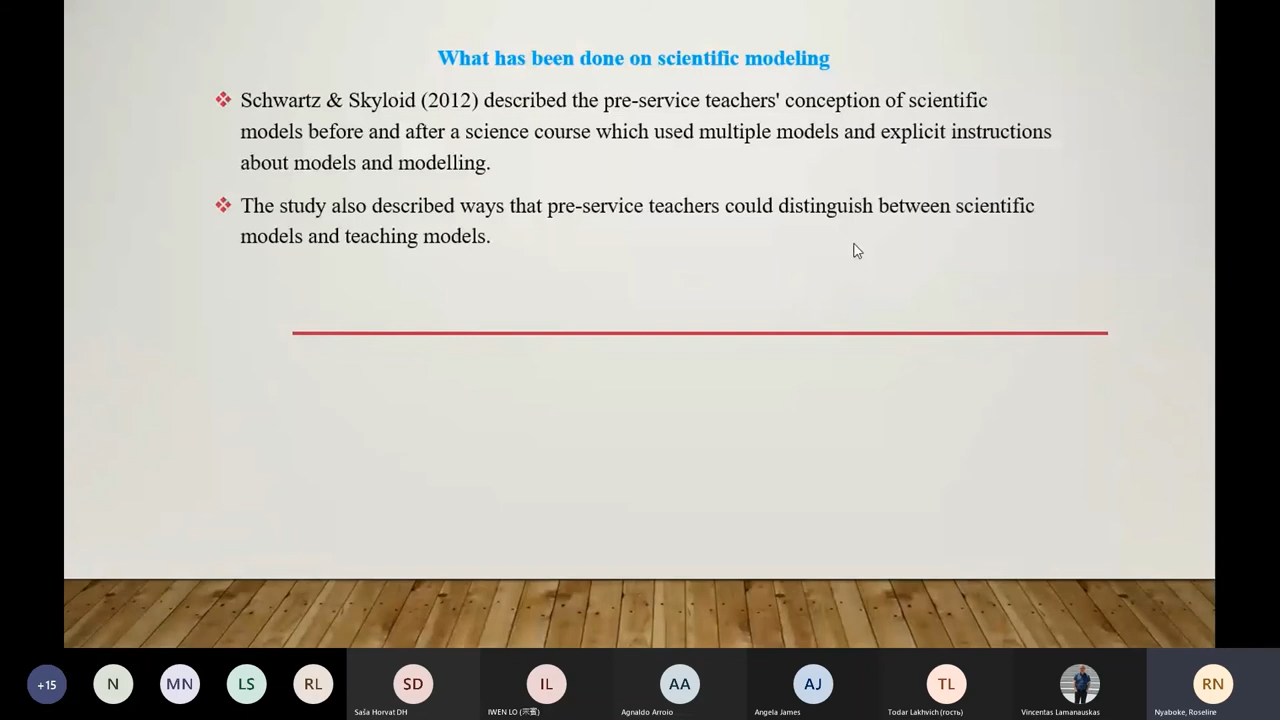 What has been done on scientific modeling
Schwartz & Skyloid (2012) described the pre-service teachers' conception of scientific
models before and after a science course which used multiple models and explicit instructions
about models and modelling.
The study also described ways that pre-service teachers could distinguish between scientific
models and teaching models.
+15
N
MN
LS
RL
SD
IL
AA
AJ
TL
RN
Saša Horvat DH
IWEN LO (宗賓)
Agnaldo Arroio
Angela James
Todar Lakhvich (гость)
Vincentas Lamanauskas
Nyaboke, Roseline